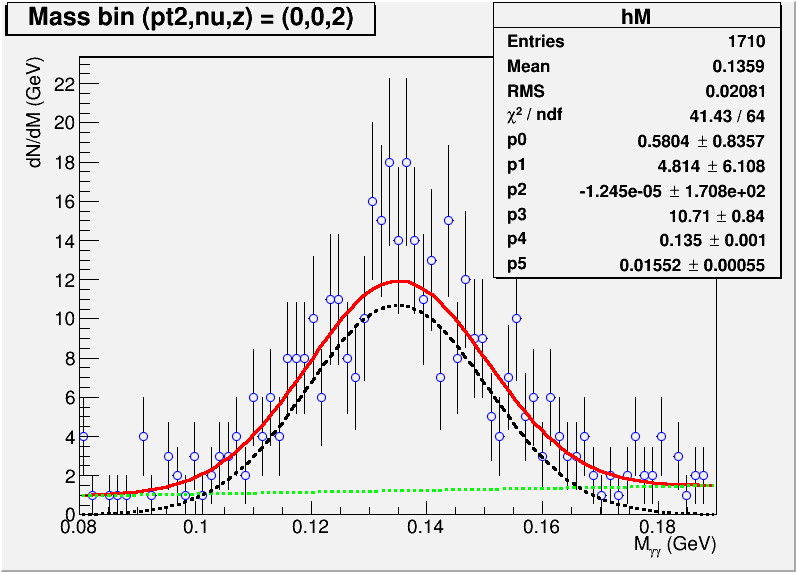 Mass bin (pt2,nu,z) = (0,0,2)
hM
Entries 1710
Mean 0.1359
RMS 0.02081
χ² / ndf 41.43 / 64
p0 0.5804 ± 0.8357
p1 4.814 ± 6.108
p2 -1.245e-05 ± 1.708e+02
p3 10.71 ± 0.84
p4 0.135 ± 0.001
p5 0.01552 ± 0.00055
dN/dM (GeV)
22
20
18
16
14
12
10
8
6
4
2
0
0.08 0.1 0.12 0.14 0.16 0.18
Mγγ (GeV)